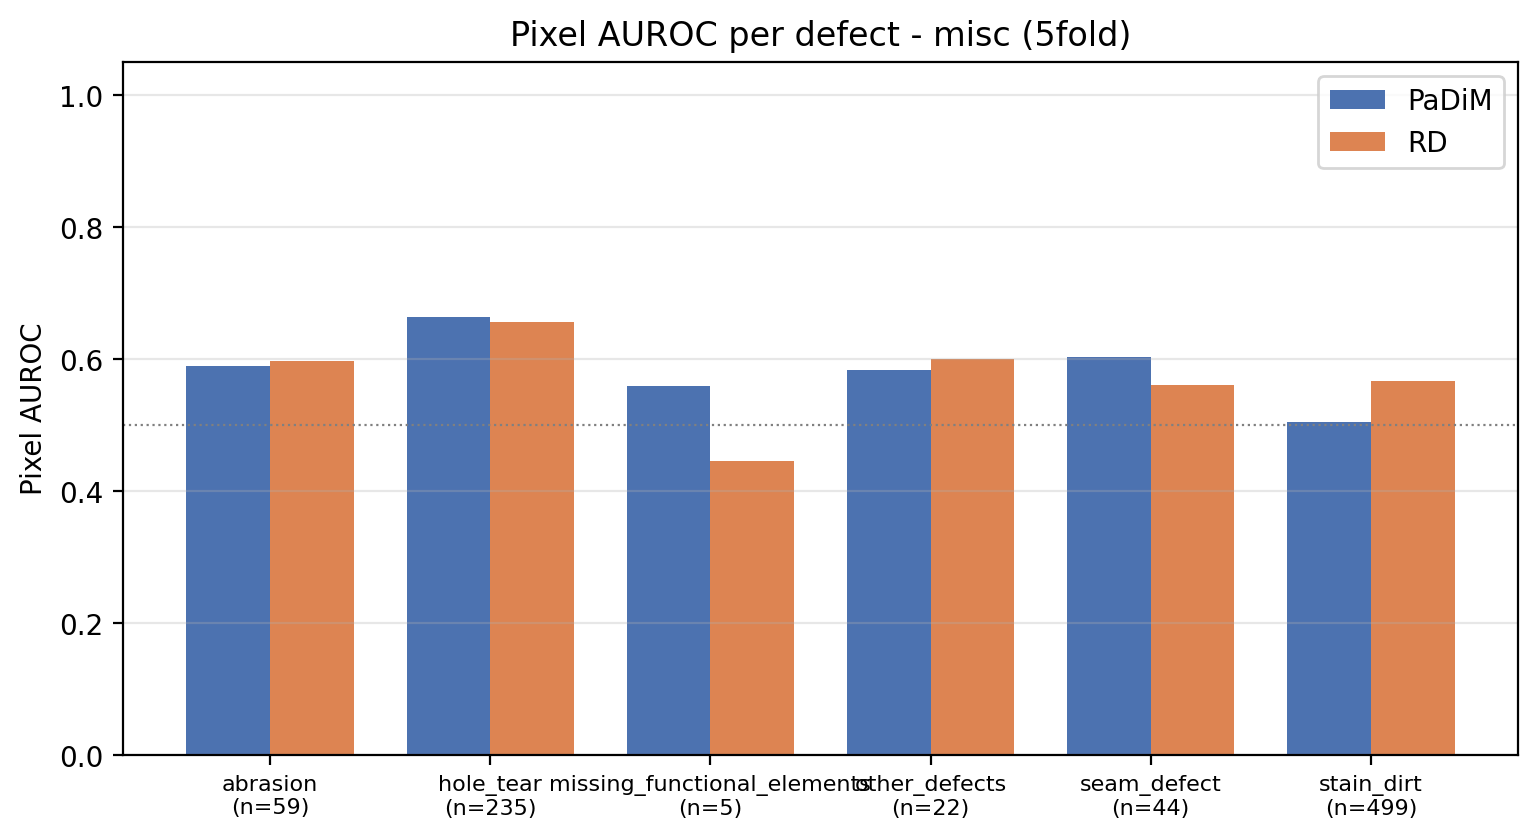 Pixel AUROC per defect - misc (5fold)
PaDiM
RD
Pixel AUROC
1.0
0.8
0.6
0.4
0.2
0.0
abrasion
(n=59)
hole_tear
(n=235)
missing_functional_elements
(n=5)
other_defects
(n=22)
seam_defect
(n=44)
stain_dirt
(n=499)